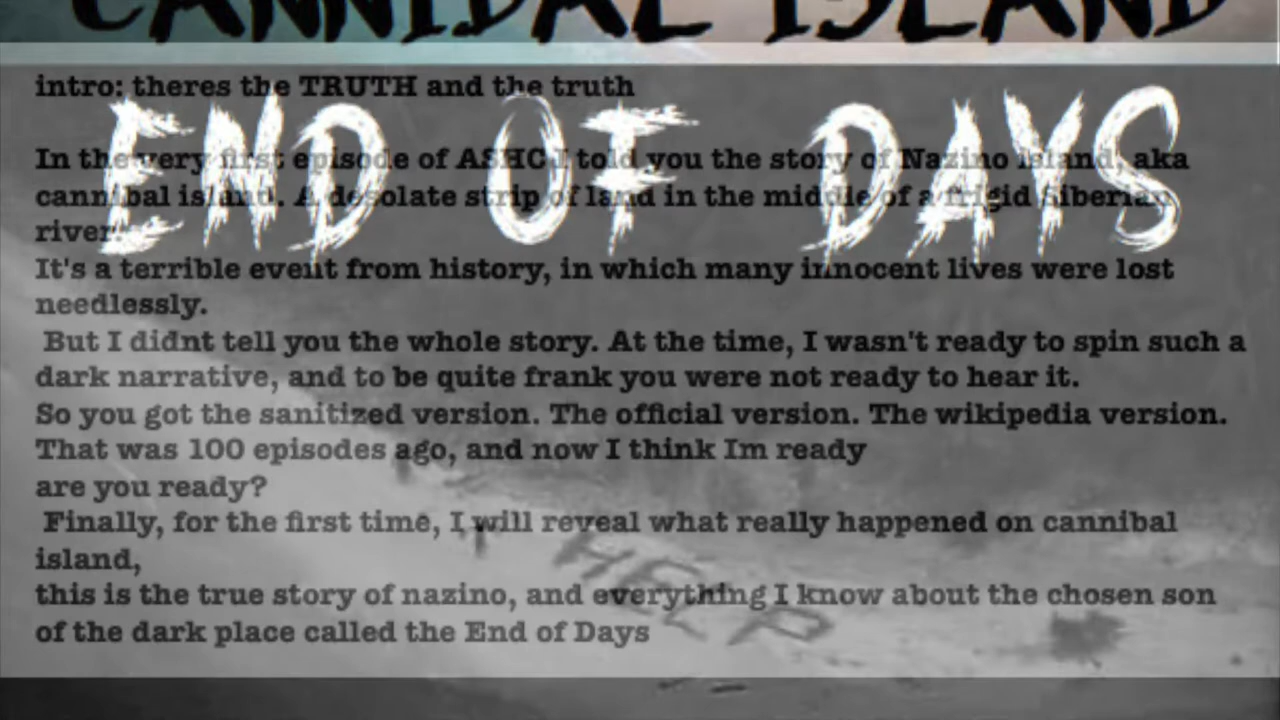 CANNIBAL ISLAND
intro: theres the TRUTH and the truth
END OF DAYS
In the very first episode of ASHC I told you the story of Nazino Island, aka
cannibal island. A desolate strip of land in the middle of a frigid Siberian
river.
It's a terrible event from history, in which many innocent lives were lost
needlessly.
But I didnt tell you the whole story. At the time, I wasn't ready to spin such a
dark narrative, and to be quite frank you were not ready to hear it.
So you got the sanitized version. The official version. The wikipedia version.
That was 100 episodes ago, and now I think Im ready
are you ready?
Finally, for the first time, I will reveal what really happened on cannibal
island,
HELP
this is the true story of nazino, and everything I know about the chosen son
of the dark place called the End of Days